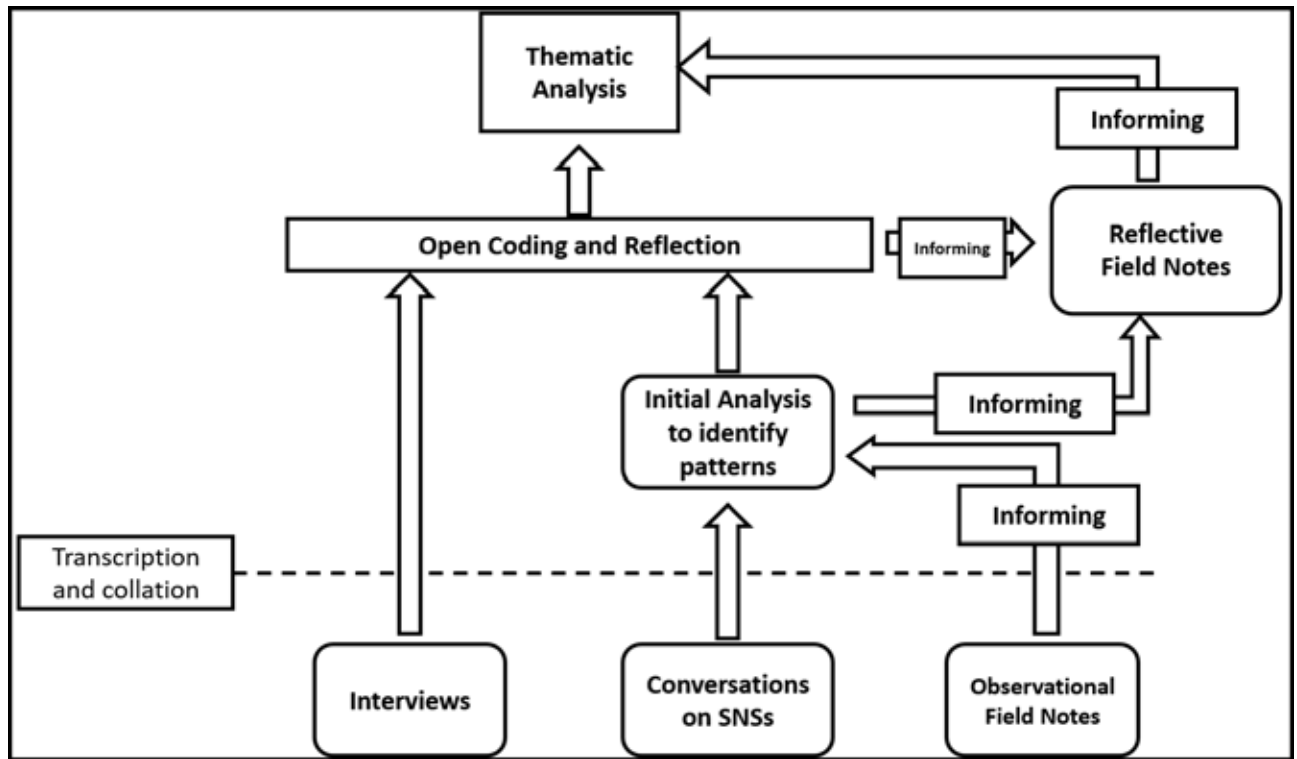 Thematic
Analysis
Informing
Open Coding and Reflection
Informing
Reflective
Field Notes
Initial Analysis
to identify
patterns
Informing
Informing
Transcription
and collation
Interviews
Conversations
on SNSs
Observational
Field Notes